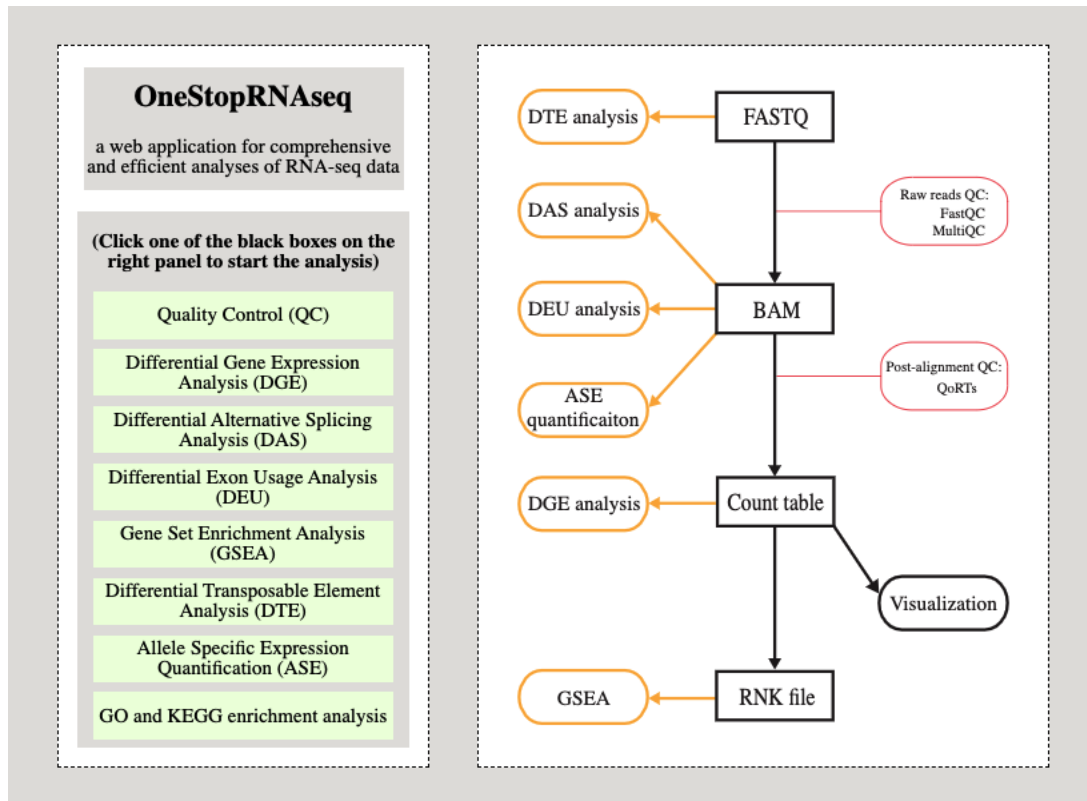 OneStopRNAseq
a web application for comprehensive
and efficient analyses of RNA-seq data
(Click one of the black boxes on the
right panel to start the analysis)
Quality Control (QC)
Differential Gene Expression
Analysis (DGE)
Differential Alternative Splicing
Analysis (DAS)
Differential Exon Usage Analysis
(DEU)
Gene Set Enrichment Analysis
(GSEA)
Differential Transposable Element
Analysis (DTE)
Allele Specific Expression
Quantification (ASE)
GO and KEGG enrichment analysis
DTE analysis
FASTQ
Raw reads QC:
FastQC
MultiQC
DAS analysis
DEU analysis
BAM
Post-alignment QC:
QoRTs
ASE
quantificaiton
DGE analysis
Count table
Visualization
GSEA
RNK file